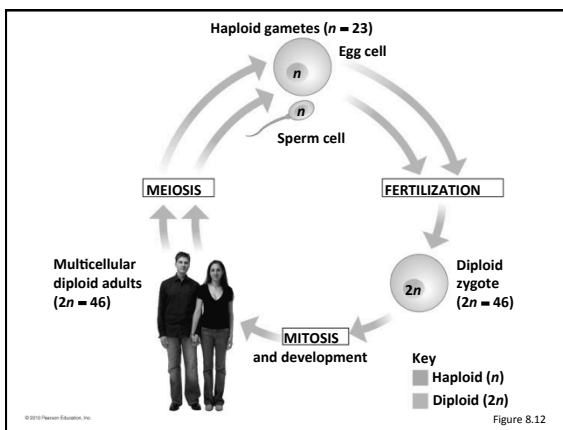 Haploid gametes (n = 23)
Egg cell
n
n
Sperm cell
MEIOSIS
FERTILIZATION
Multicellular
diploid adults
(2n = 46)
2n
Diploid
zygote
(2n = 46)
MITOSIS
and development
Key
Haploid (n)
Diploid (2n)
© 2010 Pearson Education, Inc.
Figure 8.12